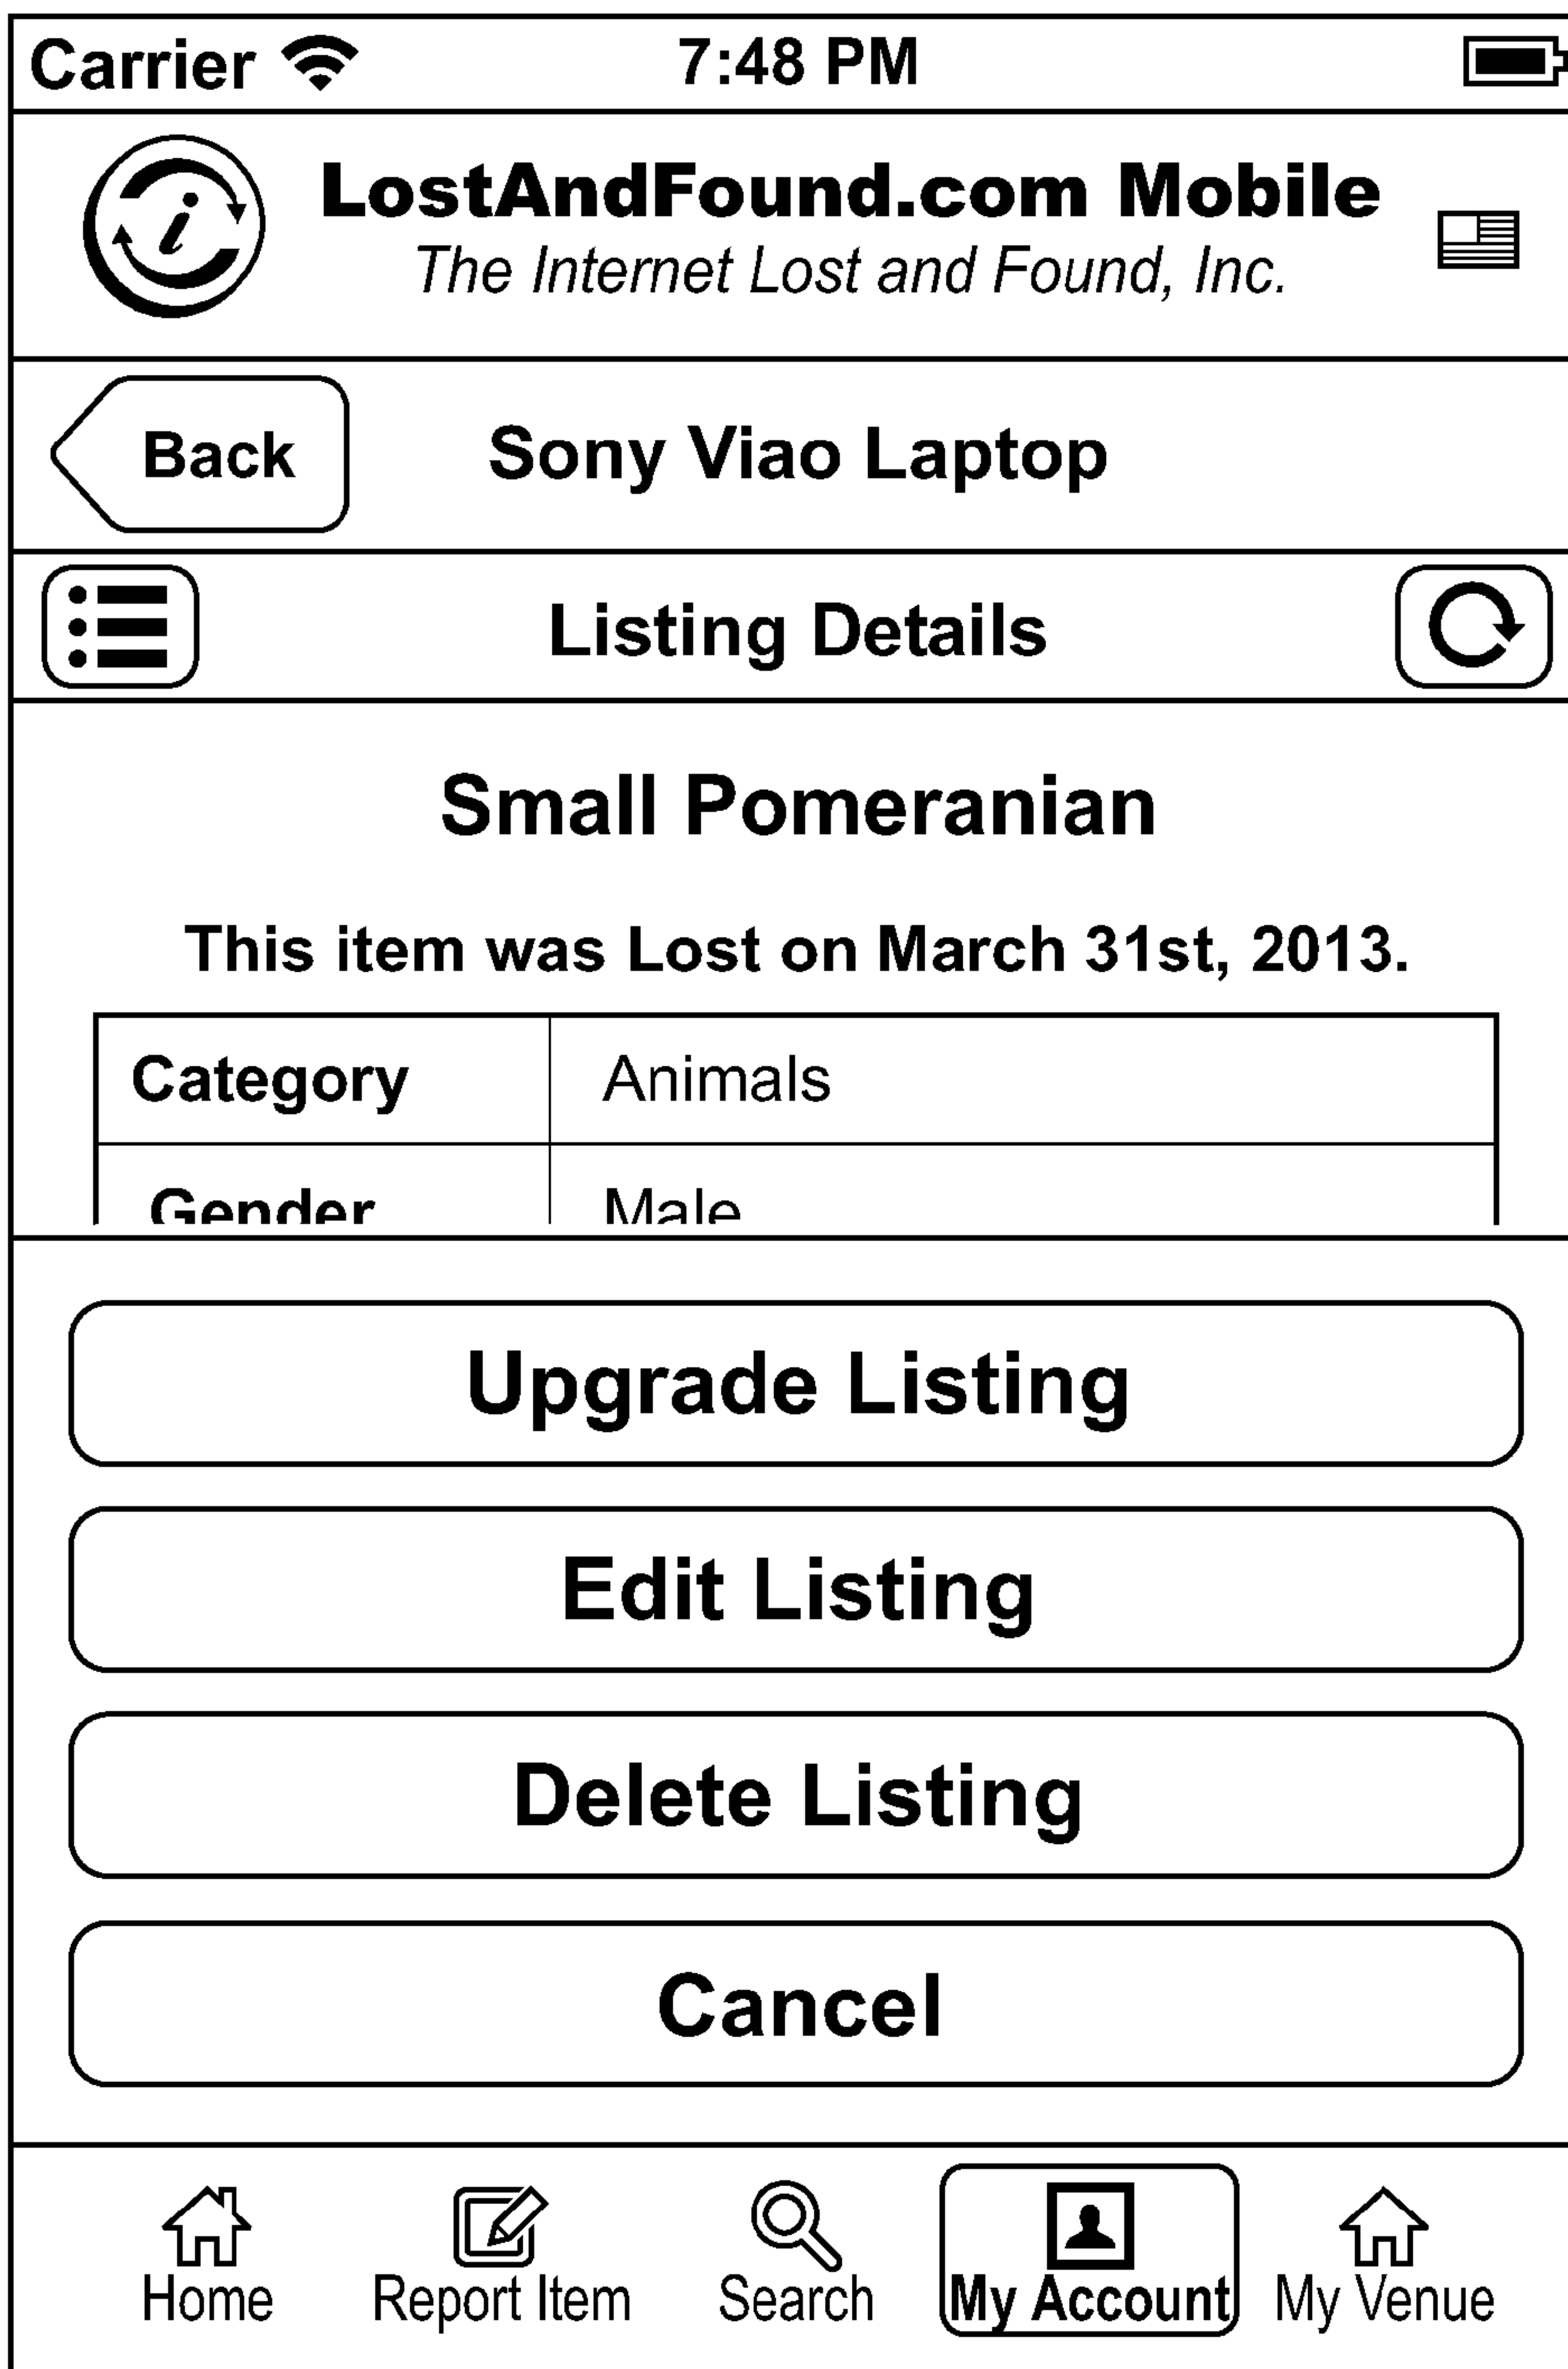 Carrier 7:48 PM
i
LostAndFound.com Mobile
The Internet Lost and Found, Inc.
Back Sony Viao Laptop
Listing Details
Small Pomeranian
This item was Lost on March 31st, 2013.
Category Animals
Gender Male
Upgrade Listing
Edit Listing
Delete Listing
Cancel
Home Report Item Search My Account My Venue